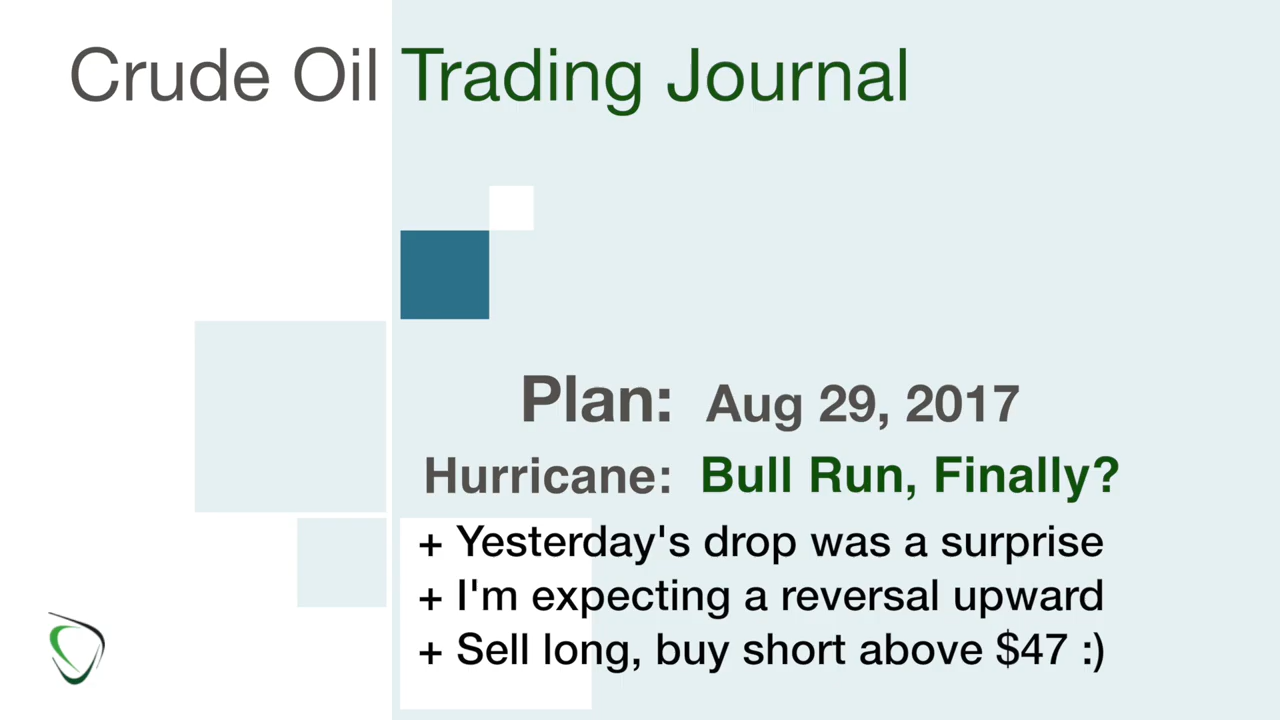 Crude Oil Trading Journal
Plan: Aug 29, 2017
Hurricane: Bull Run, Finally?
+ Yesterday's drop was a surprise
+ I'm expecting a reversal upward
+ Sell long, buy short above $47 :)